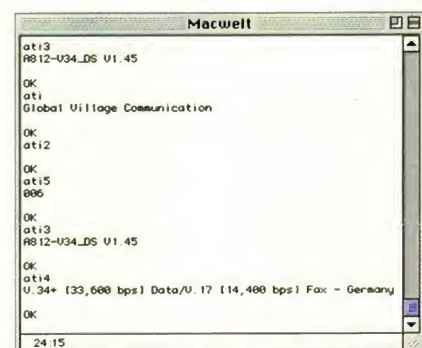 Macwelt
ati3
A812-V34_DS V1.45
OK
ati
Global Village Communication
OK
ati2
OK
ati5
006
OK
ati3
A812-V34_DS V1.45
OK
ati4
V.34+ [33,600 bps] Data/V.17 [14,400 bps] Fax - Germany
OK
24:15